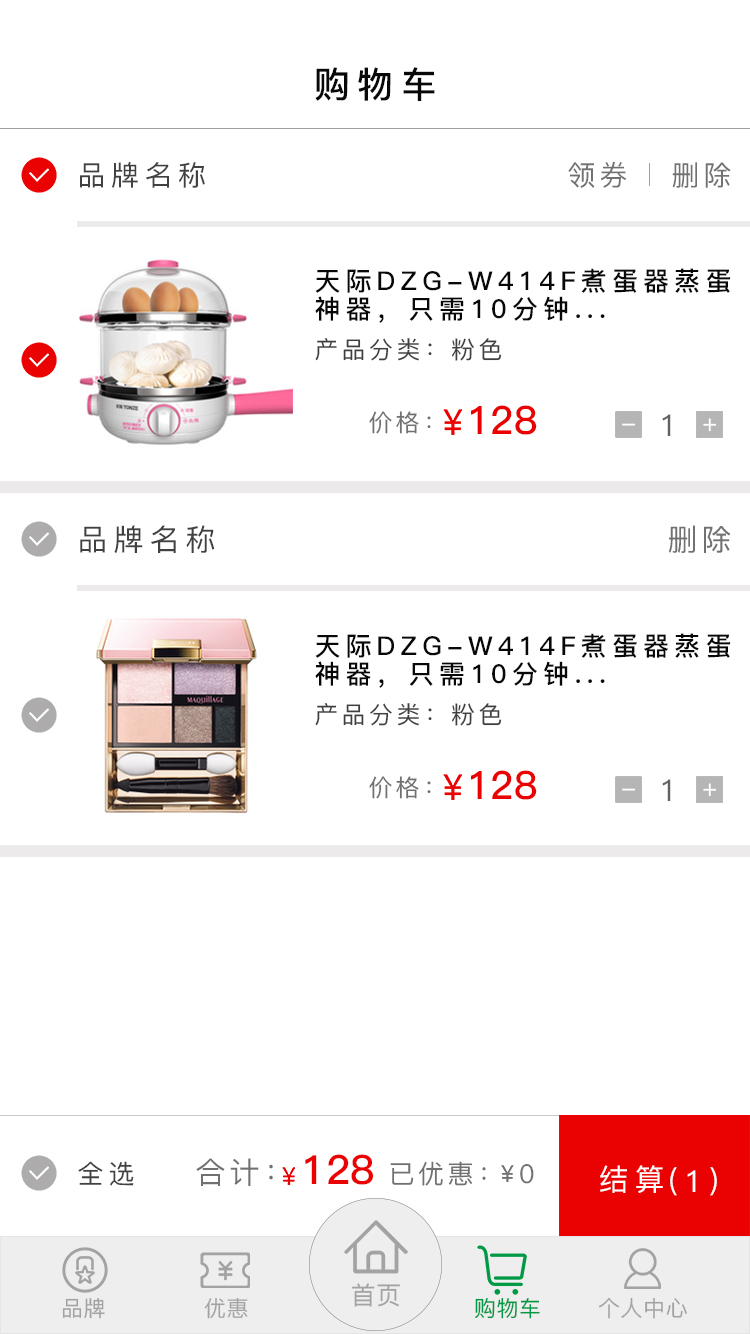 购物车
品牌名称
领券 | 删除
天际DZG-W414F煮蛋器蒸蛋
神器，只需10分钟...
产品分类：粉色
价格：¥128
1
TONZE
品牌名称
删除
天际DZG-W414F煮蛋器蒸蛋
神器，只需10分钟...
MAQUillAGE
产品分类：粉色
价格：¥128
1
全选
合计：¥128 已优惠：¥0
结算(1)
品牌
优惠
首页
购物车
个人中心